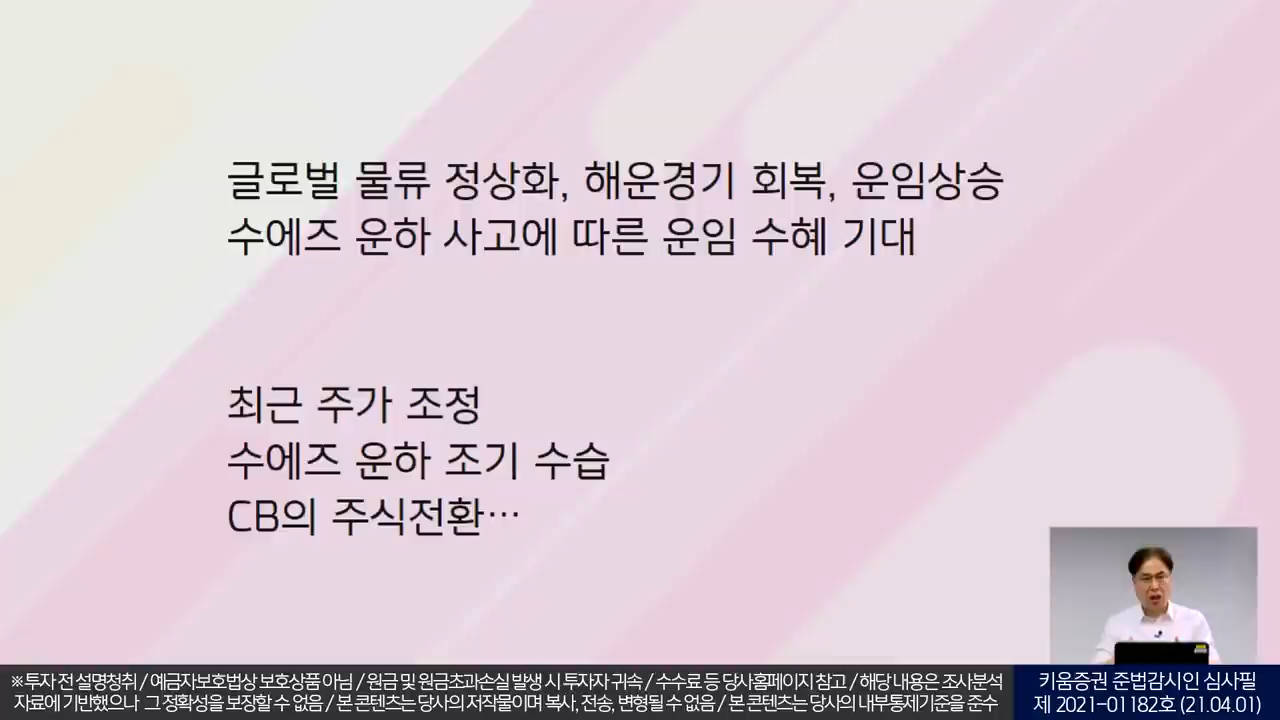 글로벌 물류 정상화, 해운경기 회복, 운임상승
수에즈 운하 사고에 따른 운임 수혜 기대
최근 주가 조정
수에즈 운하 조기 수습
CB의 주식전환…
※투자 전 설명청취 / 예금자보호법상 보호상품 아님 / 원금 및 원금초과손실 발생 시 투자자 귀속 / 수수료 등 당사홈페이지 참고 / 해당 내용은 조사분석
자료에 기반했으나 그 정확성을 보장할 수 없음 / 본 콘텐츠는 당사의 저작물이며 복사, 전송, 변형될 수 없음 / 본 콘텐츠는 당사의 내부통제기준을 준수
키움증권 준법감시인 심사필
제 2021-01182호 (21.04.01)